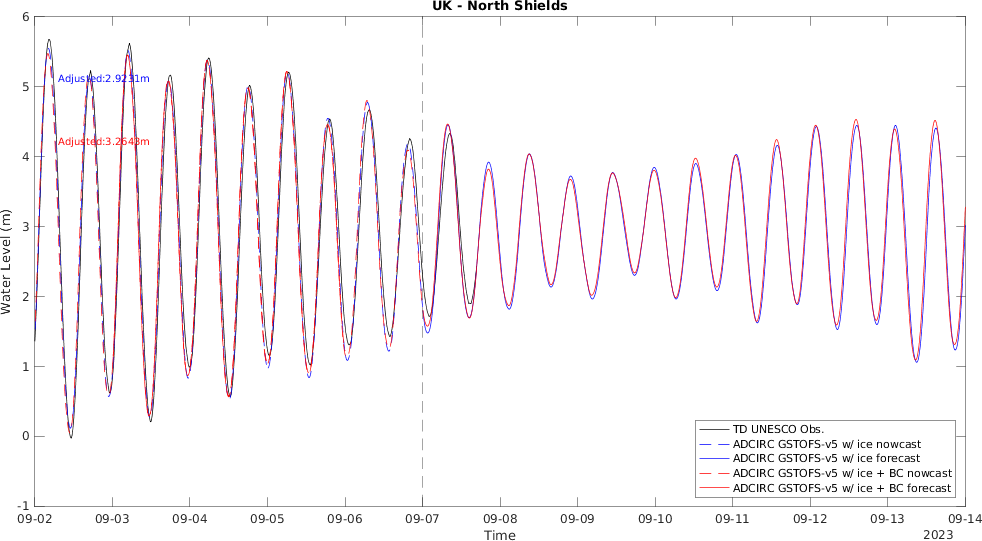 UK - North Shields
6
5
4
3
2
1
0
-1
Water Level (m)
Adjusted:2.9231m
Adjusted:3.2643m
TD UNESCO Obs.
ADCIRC GSTOFS-v5 w/ ice nowcast
ADCIRC GSTOFS-v5 w/ ice forecast
ADCIRC GSTOFS-v5 w/ ice + BC nowcast
ADCIRC GSTOFS-v5 w/ ice + BC forecast
09-02 09-03 09-04 09-05 09-06 09-07 09-08 09-09 09-10 09-11 09-12 09-13 09-14
Time
2023